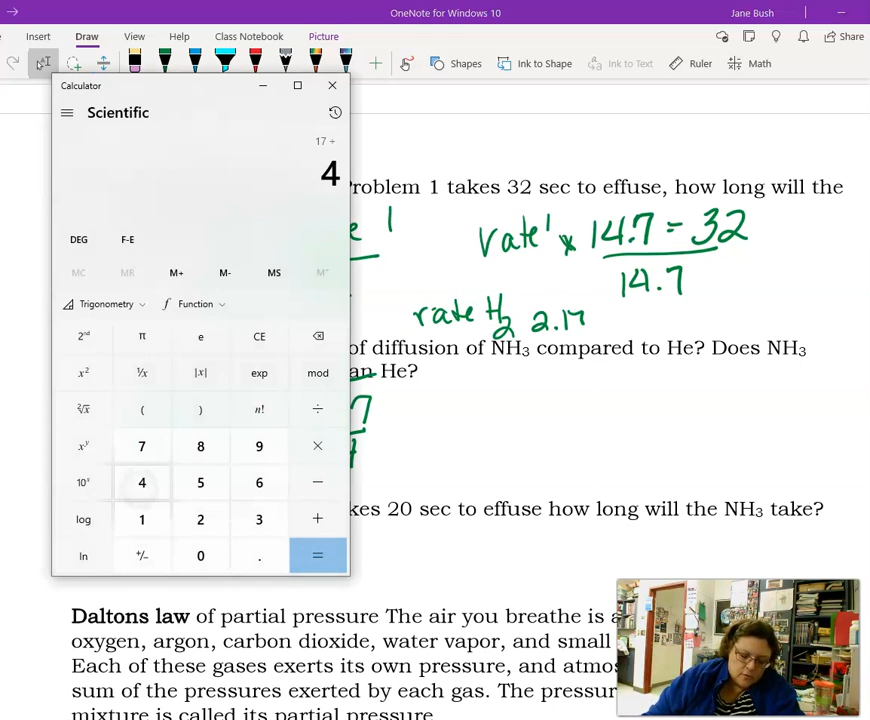 OneNote for Windows 10
Jane Bush
Insert Draw View Help Class Notebook Picture Share
Shapes Ink to Shape Ink to Text Ruler Math
Calculator
Scientific
17 ÷
4
DEG F-E
MC MR M+ M- MS M˅
Trigonometry Function
2ⁿᵈ π e CE
x² ¹/x |x| exp mod
²√x ( ) n! ÷
xʸ 7 8 9 ×
10ˣ 4 5 6 −
log 1 2 3 +
ln +/− 0 . =
Problem 1 takes 32 sec to effuse, how long will the
rate 1 × 14.7 = 32
14.7
rate H₂ 2.17
of diffusion of NH₃ compared to He? Does NH₃
an He?
7
kes 20 sec to effuse how long will the NH₃ take?
Daltons law of partial pressure The air you breathe is a
oxygen, argon, carbon dioxide, water vapor, and small
Each of these gases exerts its own pressure, and atmos
sum of the pressures exerted by each gas. The pressur
mixture is called its partial pressure.